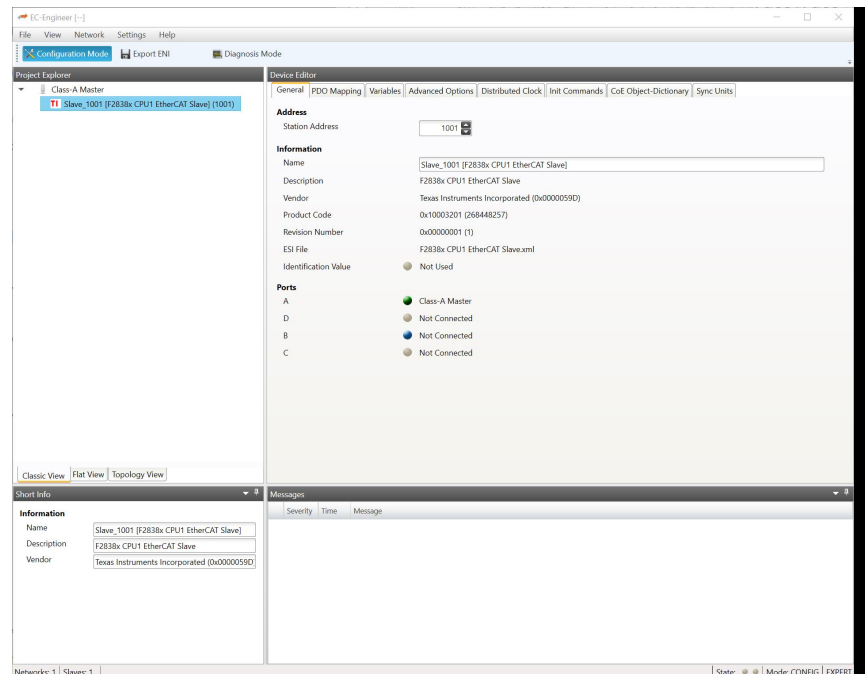 EC-Engineer [--]
File View Network Settings Help
Configuration Mode Export ENI Diagnosis Mode
Project Explorer
Class-A Master
TI Slave_1001 [F2838x CPU1 EtherCAT Slave] (1001)
Classic View Flat View Topology View
Device Editor
General PDO Mapping Variables Advanced Options Distributed Clock Init Commands CoE Object-Dictionary Sync Units
Address
Station Address 1001
Information
Name Slave_1001 [F2838x CPU1 EtherCAT Slave]
Description F2838x CPU1 EtherCAT Slave
Vendor Texas Instruments Incorporated (0x0000059D)
Product Code 0x10003201 (268448257)
Revision Number 0x00000001 (1)
ESI File F2838x CPU1 EtherCAT Slave.xml
Identification Value Not Used
Ports
A Class-A Master
D Not Connected
B Not Connected
C Not Connected
Short Info
Information
Name Slave_1001 [F2838x CPU1 EtherCAT Slave]
Description F2838x CPU1 EtherCAT Slave
Vendor Texas Instruments Incorporated (0x0000059D
Messages
Severity Time Message
Networks: 1 Slaves: 1 State: Mode: CONFIG EXPERT